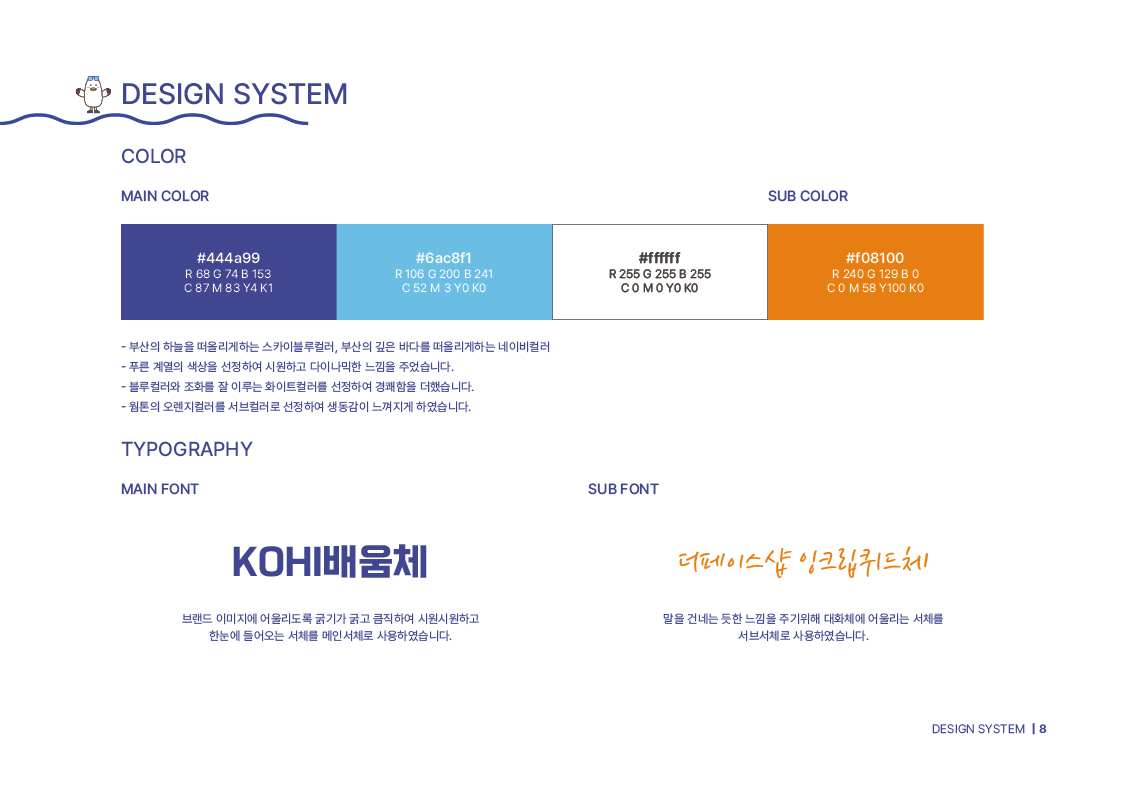 DESIGN SYSTEM
COLOR
MAIN COLOR
SUB COLOR
#444a99
R 68 G 74 B 153
C 87 M 83 Y4 K1
#6ac8f1
R 106 G 200 B 241
C 52 M 3 Y0 K0
#ffffff
R 255 G 255 B 255
C 0 M 0 Y0 K0
#f08100
R 240 G 129 B 0
C 0 M 58 Y100 K0
- 부산의 하늘을 떠올리게하는 스카이블루컬러, 부산의 깊은 바다를 떠올리게하는 네이비컬러
- 푸른 계열의 색상을 선정하여 시원하고 다이나믹한 느낌을 주었습니다.
- 블루컬러와 조화를 잘 이루는 화이트컬러를 선정하여 경쾌함을 더했습니다.
- 웜톤의 오렌지컬러를 서브컬러로 선정하여 생동감이 느껴지게 하였습니다.
TYPOGRAPHY
MAIN FONT
SUB FONT
KOHI배움체
더페이스샵 잉크립퀴드체
브랜드 이미지에 어울리도록 굵기가 굵고 큼직하여 시원시원하고
한눈에 들어오는 서체를 메인서체로 사용하였습니다.
말을 건네는 듯한 느낌을 주기위해 대화체에 어울리는 서체를
서브서체로 사용하였습니다.
DESIGN SYSTEM | 8